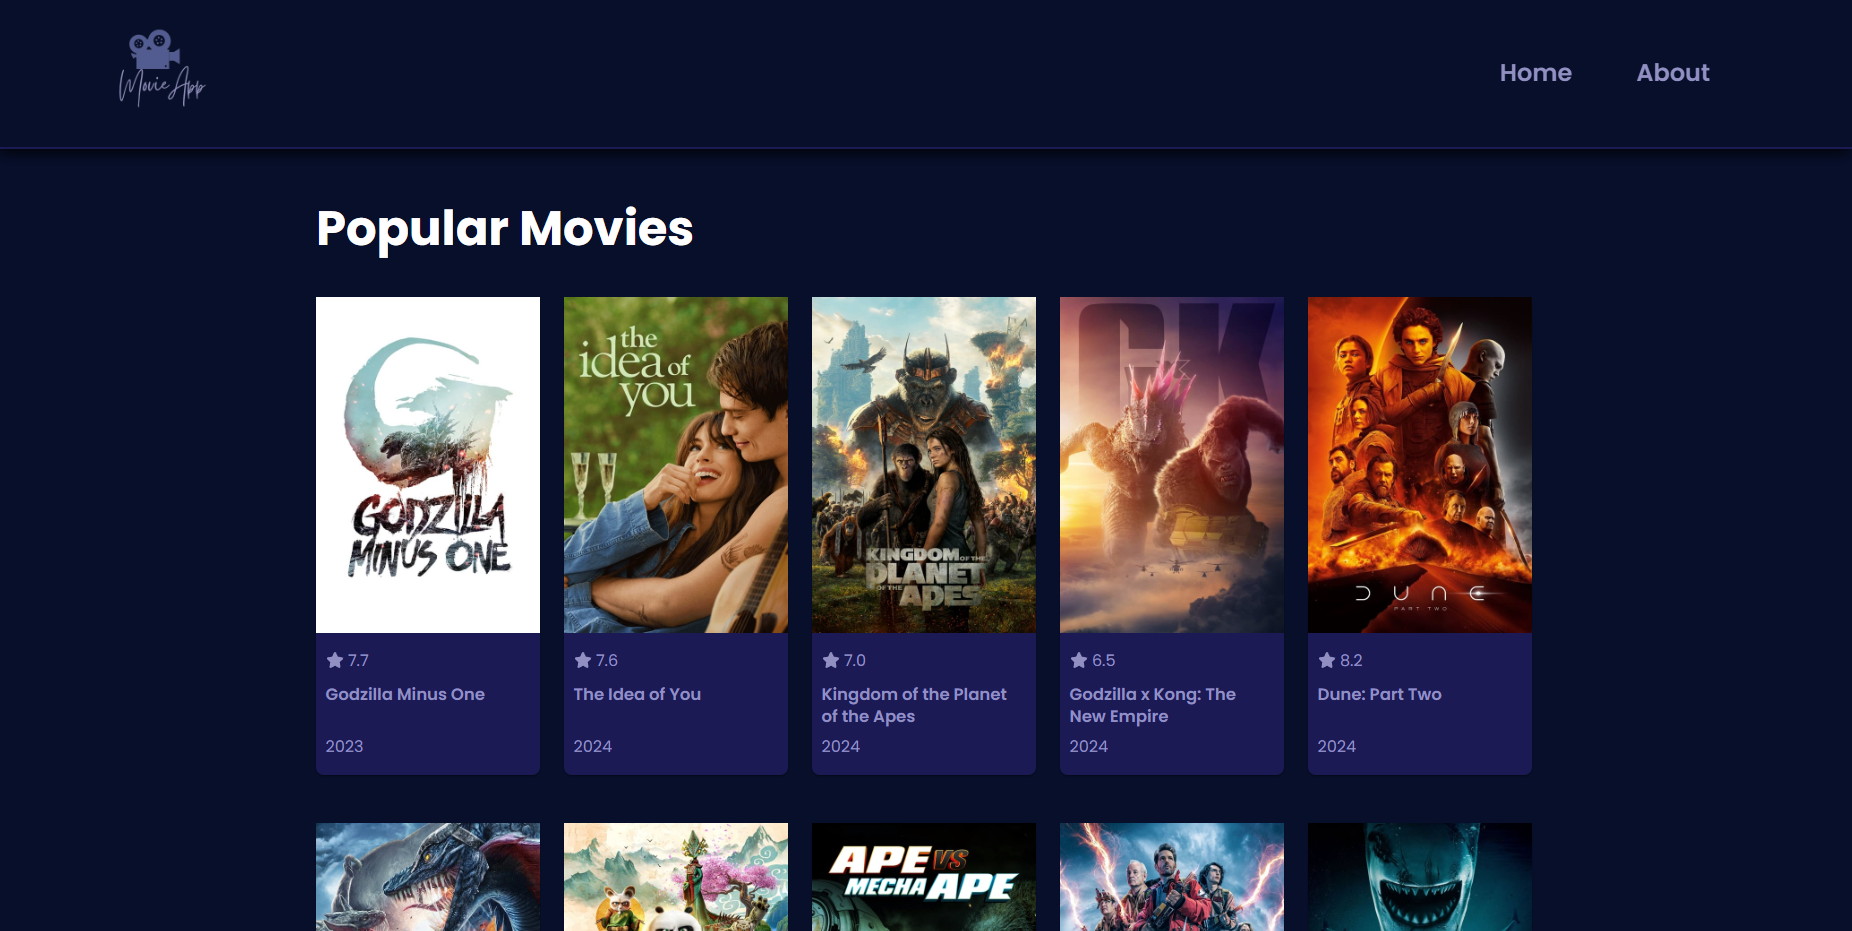 Movie App
Home
About
Popular Movies
GODZILLA
MINUS ONE
the
idea of
you
KINGDOM OF THE
PLANET
OF THE
APES
GK
DUNE
PART TWO
7.7
Godzilla Minus One
2023
7.6
The Idea of You
2024
7.0
Kingdom of the Planet
of the Apes
2024
6.5
Godzilla x Kong: The
New Empire
2024
8.2
Dune: Part Two
2024
APE VS
MECHA APE